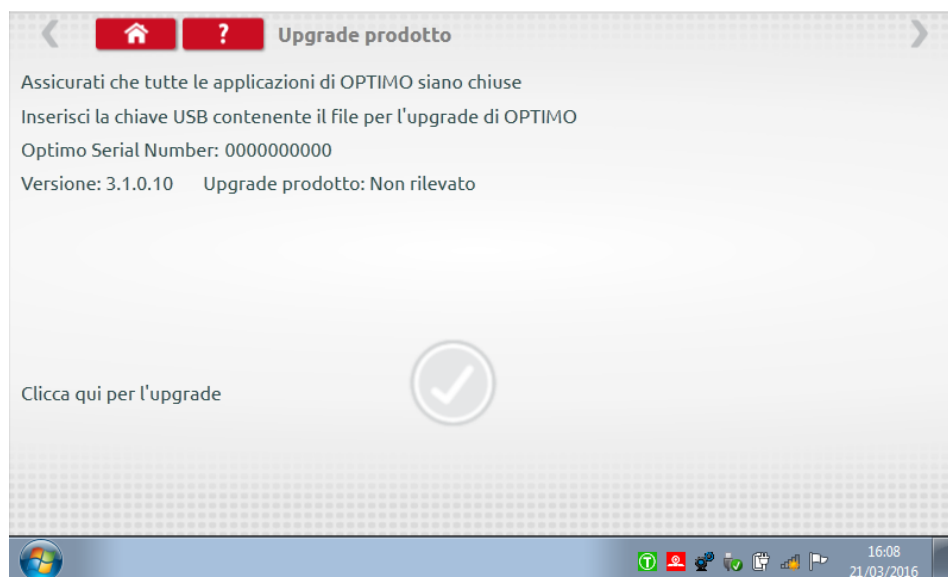 ? Upgrade prodotto
Assicurati che tutte le applicazioni di OPTIMO siano chiuse
Inserisci la chiave USB contenente il file per l'upgrade di OPTIMO
Optimo Serial Number: 0000000000
Versione: 3.1.0.10 Upgrade prodotto: Non rilevato
Clicca qui per l'upgrade
T
16:08
21/03/2016